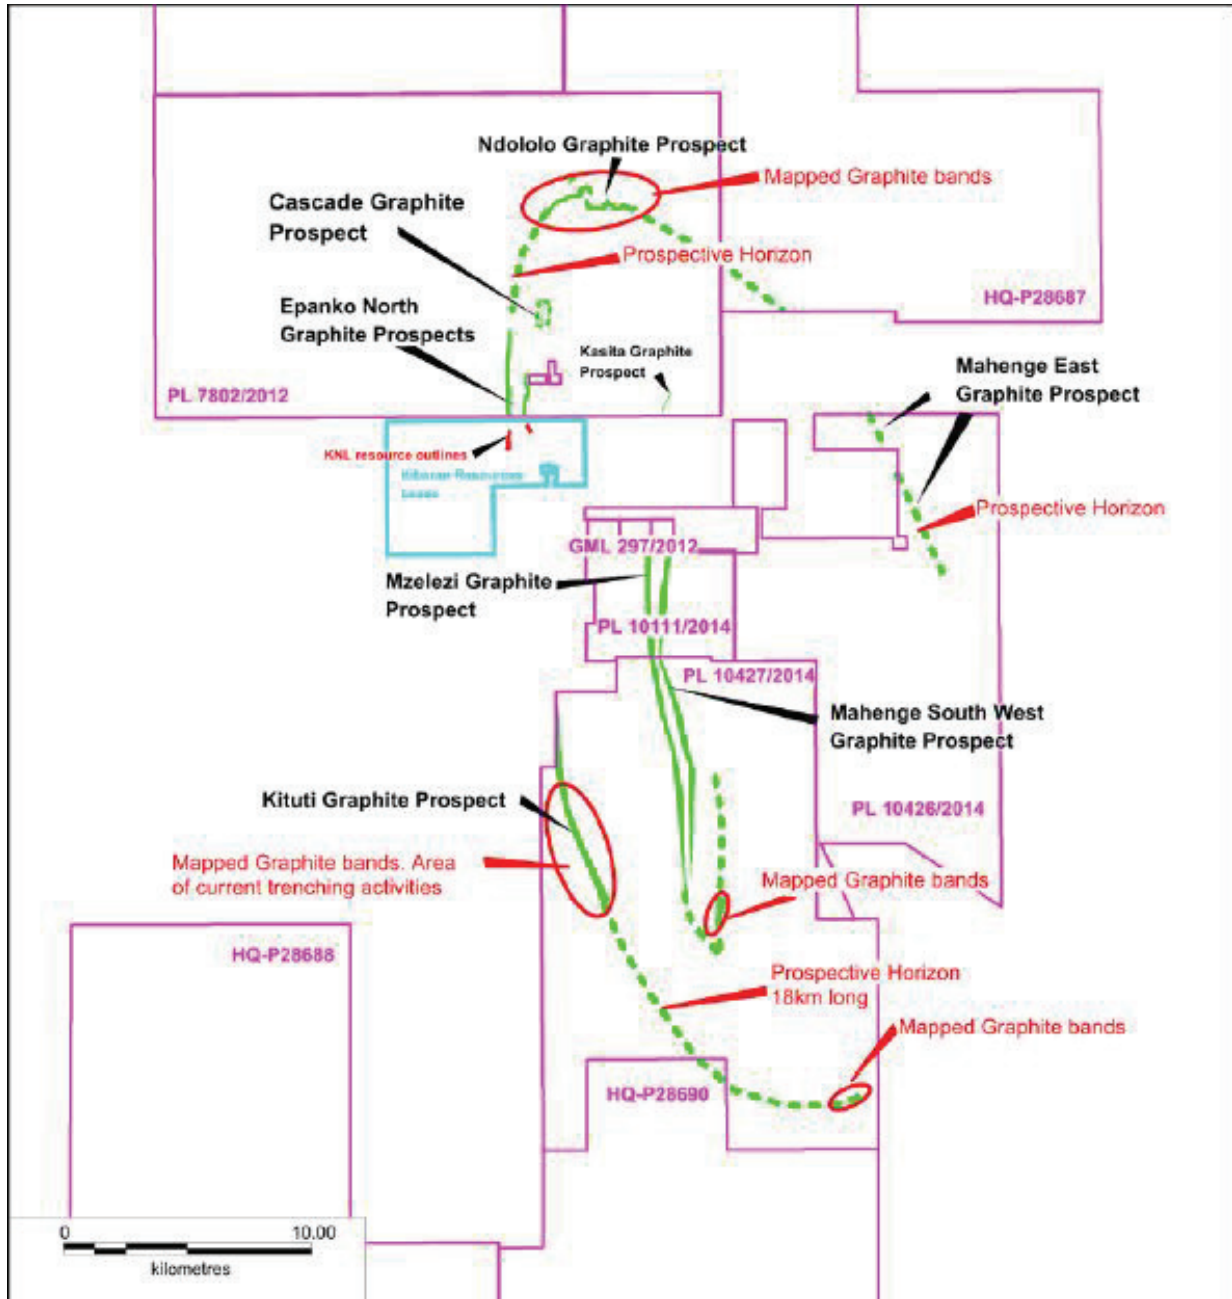 Ndololo Graphite Prospect
Mapped Graphite bands
Cascade Graphite
Prospect
Prospective Horizon
HQ-P28687
Epanko North
Graphite Prospects
Kasita Graphite
Prospect
Mahenge East
Graphite Prospect
PL 7802/2012
KNL resource outlines
Kibaran Resources
Prospective Horizon
GML 297/2012
Mzelezi Graphite
Prospect
PL 10111/2014
PL 10427/2014
Mahenge South West
Graphite Prospect
Kituti Graphite Prospect
PL 10426/2014
Mapped Graphite bands. Area
of current trenching activities
Mapped Graphite bands
HQ-P28688
Prospective Horizon
18km long
Mapped Graphite bands
HQ-P28690
0 10.00
kilometres